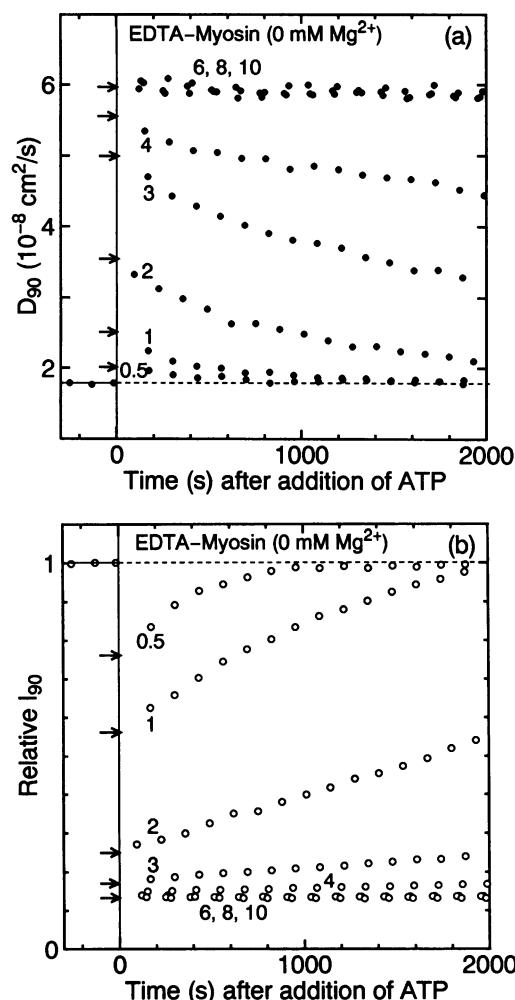 EDTA-Myosin (0 mM Mg²⁺) (a)
6, 8, 10
6
4
3
4
2
1
2
0.5
D₉₀ (10⁻⁸ cm²/s)
0 1000 2000
Time (s) after addition of ATP
EDTA-Myosin (0 mM Mg²⁺) (b)
1
0.5
1
2
3
4
6, 8, 10
0
Relative I₉₀
0 1000 2000
Time (s) after addition of ATP